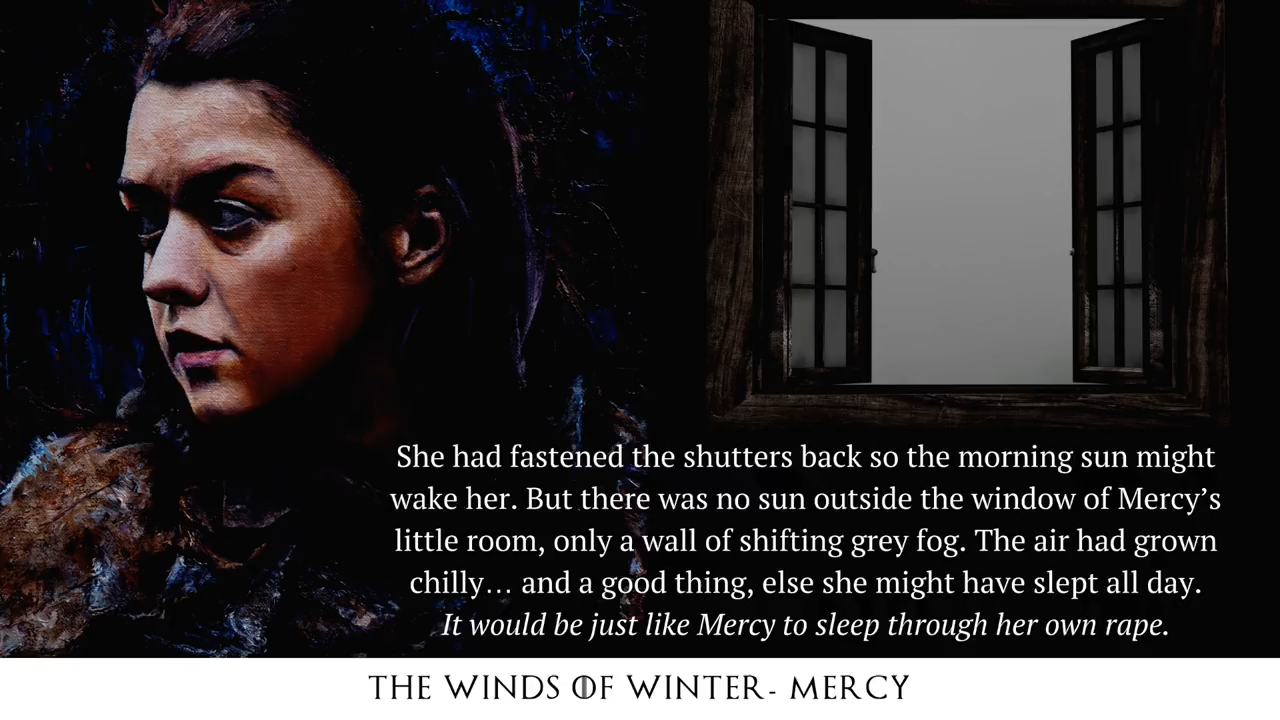 She had fastened the shutters back so the morning sun might
wake her. But there was no sun outside the window of Mercy’s
little room, only a wall of shifting grey fog. The air had grown
chilly… and a good thing, else she might have slept all day.
It would be just like Mercy to sleep through her own rape.
THE WINDS OF WINTER- MERCY